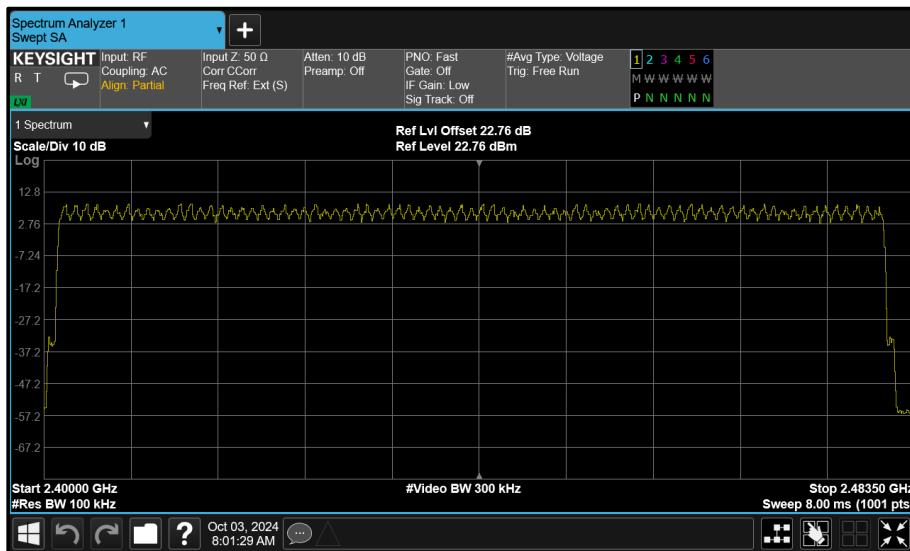 Spectrum Analyzer 1
Swept SA
KEYSIGHT
R T
LXI
Input: RF
Coupling: AC
Align: Partial
Input Z: 50 Ω
Corr CCorr
Freq Ref: Ext (S)
Atten: 10 dB
Preamp: Off
PNO: Fast
Gate: Off
IF Gain: Low
Sig Track: Off
#Avg Type: Voltage
Trig: Free Run
1 2 3 4 5 6
M W W W W W
P N N N N N
1 Spectrum
Scale/Div 10 dB
Ref Lvl Offset 22.76 dB
Ref Level 22.76 dBm
Log
12.8
2.76
-7.24
-17.2
-27.2
-37.2
-47.2
-57.2
-67.2
Start 2.40000 GHz
#Res BW 100 kHz
#Video BW 300 kHz
Stop 2.48350 GHz
Sweep 8.00 ms (1001 pts
?
Oct 03, 2024
8:01:29 AM